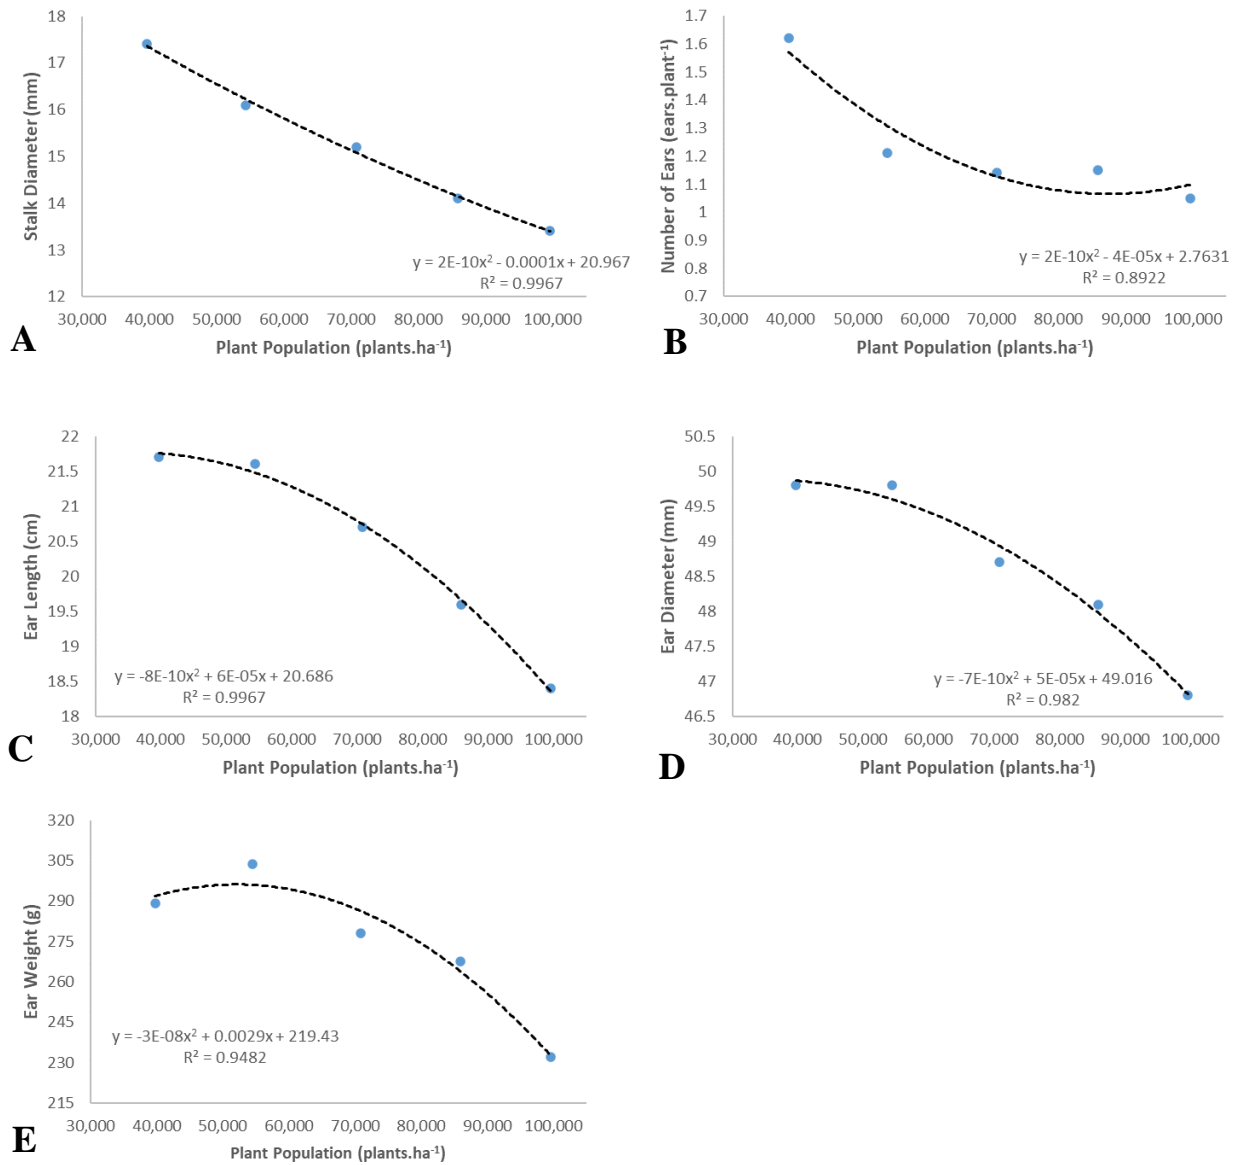 18
17
16
15
14
13
12
Stalk Diameter (mm)
y = 2E-10x² - 0.0001x + 20.967
R² = 0.9967
30,000 40,000 50,000 60,000 70,000 80,000 90,000 100,000
Plant Population (plants.ha⁻¹)
A
1.7
1.6
1.5
1.4
1.3
1.2
1.1
1
0.9
0.8
0.7
Number of Ears (ears.plant⁻¹)
y = 2E-10x² - 4E-05x + 2.7631
R² = 0.8922
30,000 40,000 50,000 60,000 70,000 80,000 90,000 100,000
Plant Population (plants.ha⁻¹)
B
22
21.5
21
20.5
20
19.5
19
18.5
18
Ear Length (cm)
y = -8E-10x² + 6E-05x + 20.686
R² = 0.9967
30,000 40,000 50,000 60,000 70,000 80,000 90,000 100,000
Plant Population (plants.ha⁻¹)
C
50.5
50
49.5
49
48.5
48
47.5
47
46.5
Ear Diameter (mm)
y = -7E-10x² + 5E-05x + 49.016
R² = 0.982
30,000 40,000 50,000 60,000 70,000 80,000 90,000 100,000
Plant Population (plants.ha⁻¹)
D
320
305
290
275
260
245
230
215
Ear Weight (g)
y = -3E-08x² + 0.0029x + 219.43
R² = 0.9482
30,000 40,000 50,000 60,000 70,000 80,000 90,000 100,000
Plant Population (plants.ha⁻¹)
E